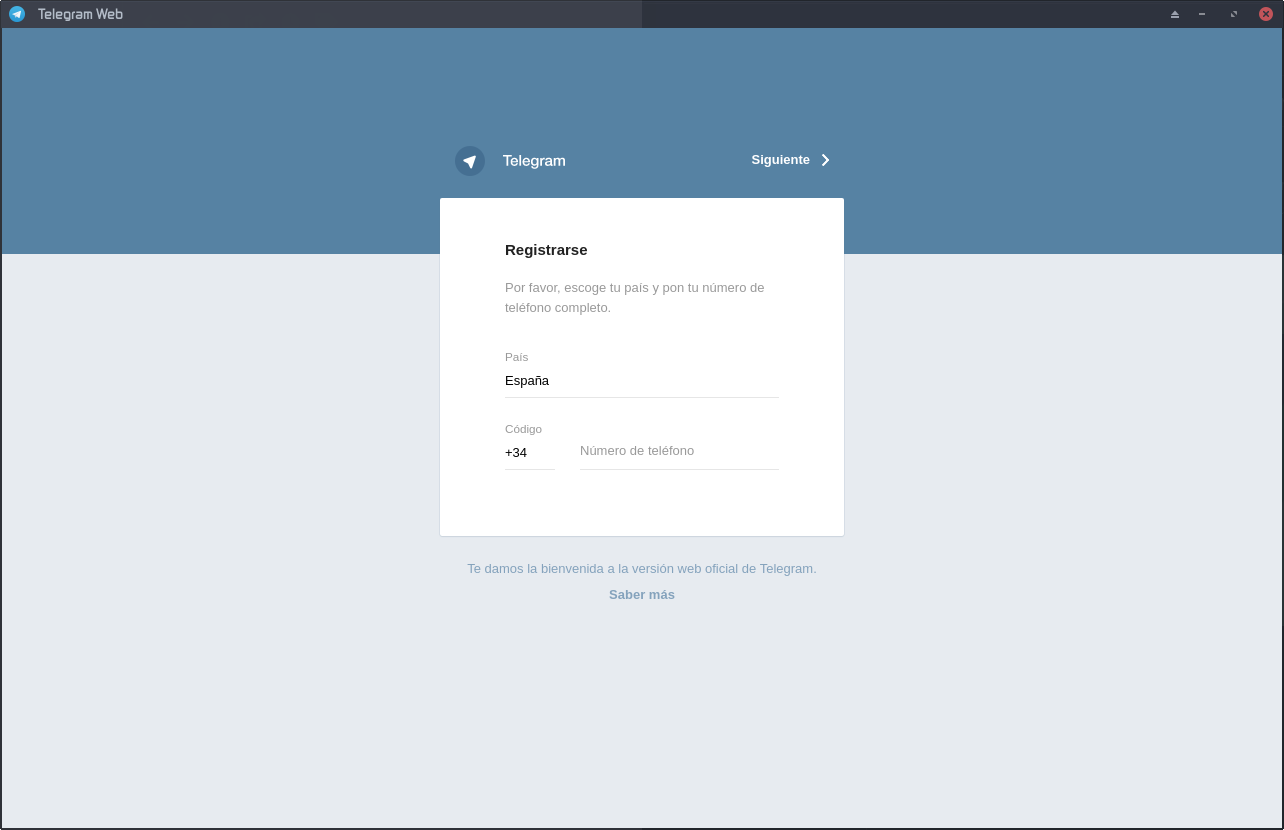 Telegram Web
Telegram
Siguiente
Registrarse
Por favor, escoge tu país y pon tu número de
teléfono completo.
País
España
Código
+34
Número de teléfono
Te damos la bienvenida a la versión web oficial de Telegram.
Saber más